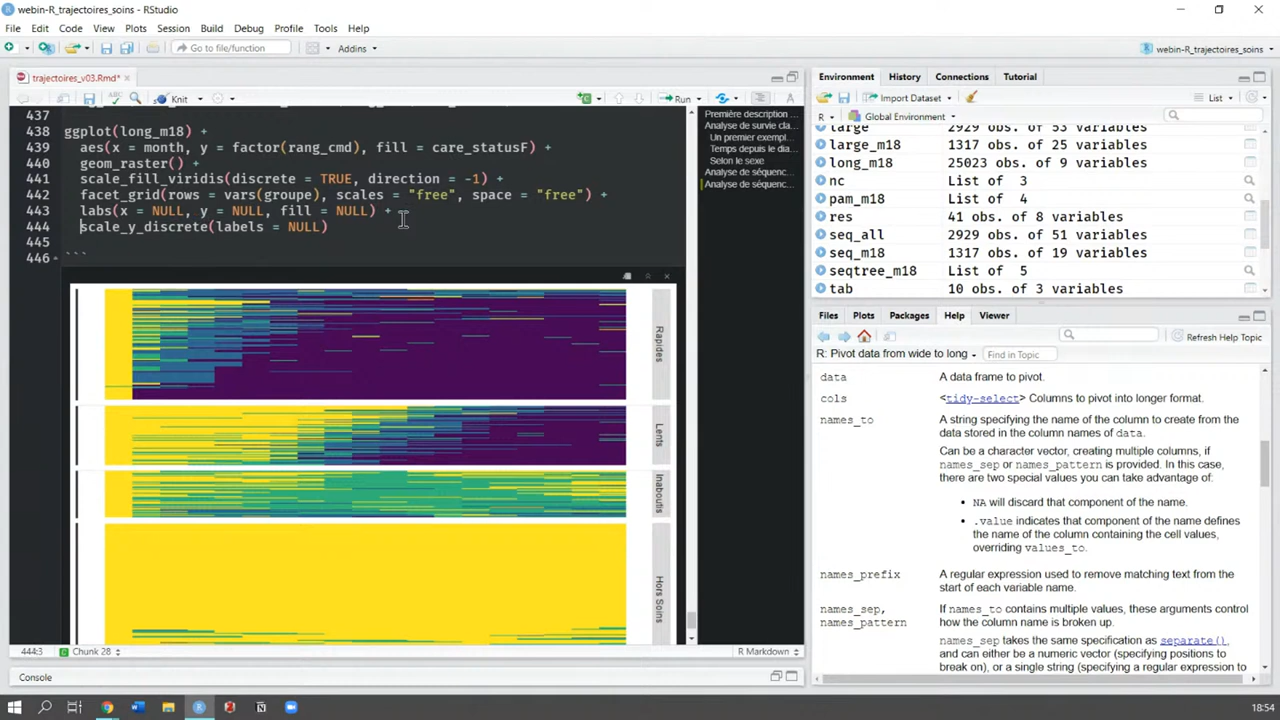 webin-R_trajectoires_soins - RStudio
File Edit Code View Plots Session Build Debug Profile Tools Help
Go to file/function Addins webin-R_trajectoires_soins
trajectoires_v03.Rmd*
Knit Run
437
438 ggplot(long_m18) +
439 aes(x = month, y = factor(rang_cmd), fill = care_statusF) +
440 geom_raster() +
441 scale_fill_viridis(discrete = TRUE, direction = -1) +
442 facet_grid(rows = vars(groupe), scales = "free", space = "free") +
443 labs(x = NULL, y = NULL, fill = NULL) +
444 scale_y_discrete(labels = NULL)
445
446 ```
Rapides
Lents
Inaboutis
Hors Soins
444:3 Chunk 28 R Markdown
Console
Première description ...
Analyse de survie cla...
Un premier exempl...
Temps depuis le dia...
Selon le sexe
Analyse de séquenc...
Analyse de séquenc...
Environment History Connections Tutorial
Import Dataset List
R Global Environment
large 2929 obs. of 53 variables
large_m18 1317 obs. of 25 variables
long_m18 25023 obs. of 9 variables
nc List of 3
pam_m18 List of 4
res 41 obs. of 8 variables
seq_all 2929 obs. of 51 variables
seq_m18 1317 obs. of 19 variables
seqtree_m18 List of 5
tab 10 obs. of 3 variables
Files Plots Packages Help Viewer
Refresh Help Topic
R: Pivot data from wide to long Find in Topic
data A data frame to pivot.
cols <tidy-select> Columns to pivot into longer format.
names_to A string specifying the name of the column to create from the
data stored in the column names of data.
Can be a character vector, creating multiple columns, if
names_sep or names_pattern is provided. In this case,
there are two special values you can take advantage of:
• NA will discard that component of the name.
• .value indicates that component of the name defines
the name of the column containing the cell values,
overriding values_to.
names_prefix A regular expression used to remove matching text from the
start of each variable name.
names_sep, If names_to contains multiple values, these arguments control
names_pattern how the column name is broken up.
names_sep takes the same specification as separate(),
and can either be a numeric vector (specifying positions to
break on), or a single string (specifying a regular expression to
18:54